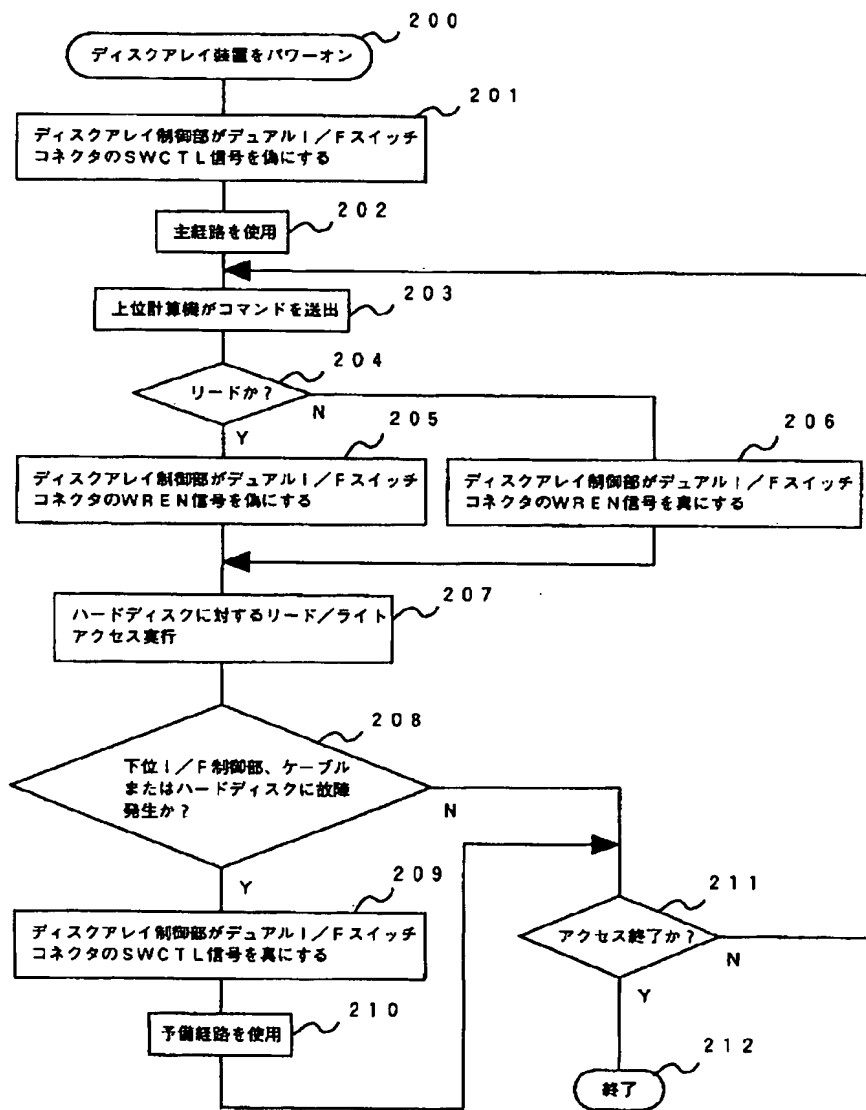 200
ディスクアレイ装置をパワーオン
201
ディスクアレイ制御部がデュアルI／Fスイッチ
コネクタのSWCTL信号を偽にする
202
主経路を使用
203
上位計算機がコマンドを送出
204
リードか？
N
Y
205
ディスクアレイ制御部がデュアルI／Fスイッチ
コネクタのWREN信号を偽にする
206
ディスクアレイ制御部がデュアルI／Fスイッチ
コネクタのWREN信号を真にする
207
ハードディスクに対するリード／ライト
アクセス実行
208
下位I／F制御部、ケーブル
またはハードディスクに故障
発生か？
N
Y
209
ディスクアレイ制御部がデュアルI／Fスイッチ
コネクタのSWCTL信号を真にする
210
予備経路を使用
211
アクセス終了か？
N
Y
212
終了